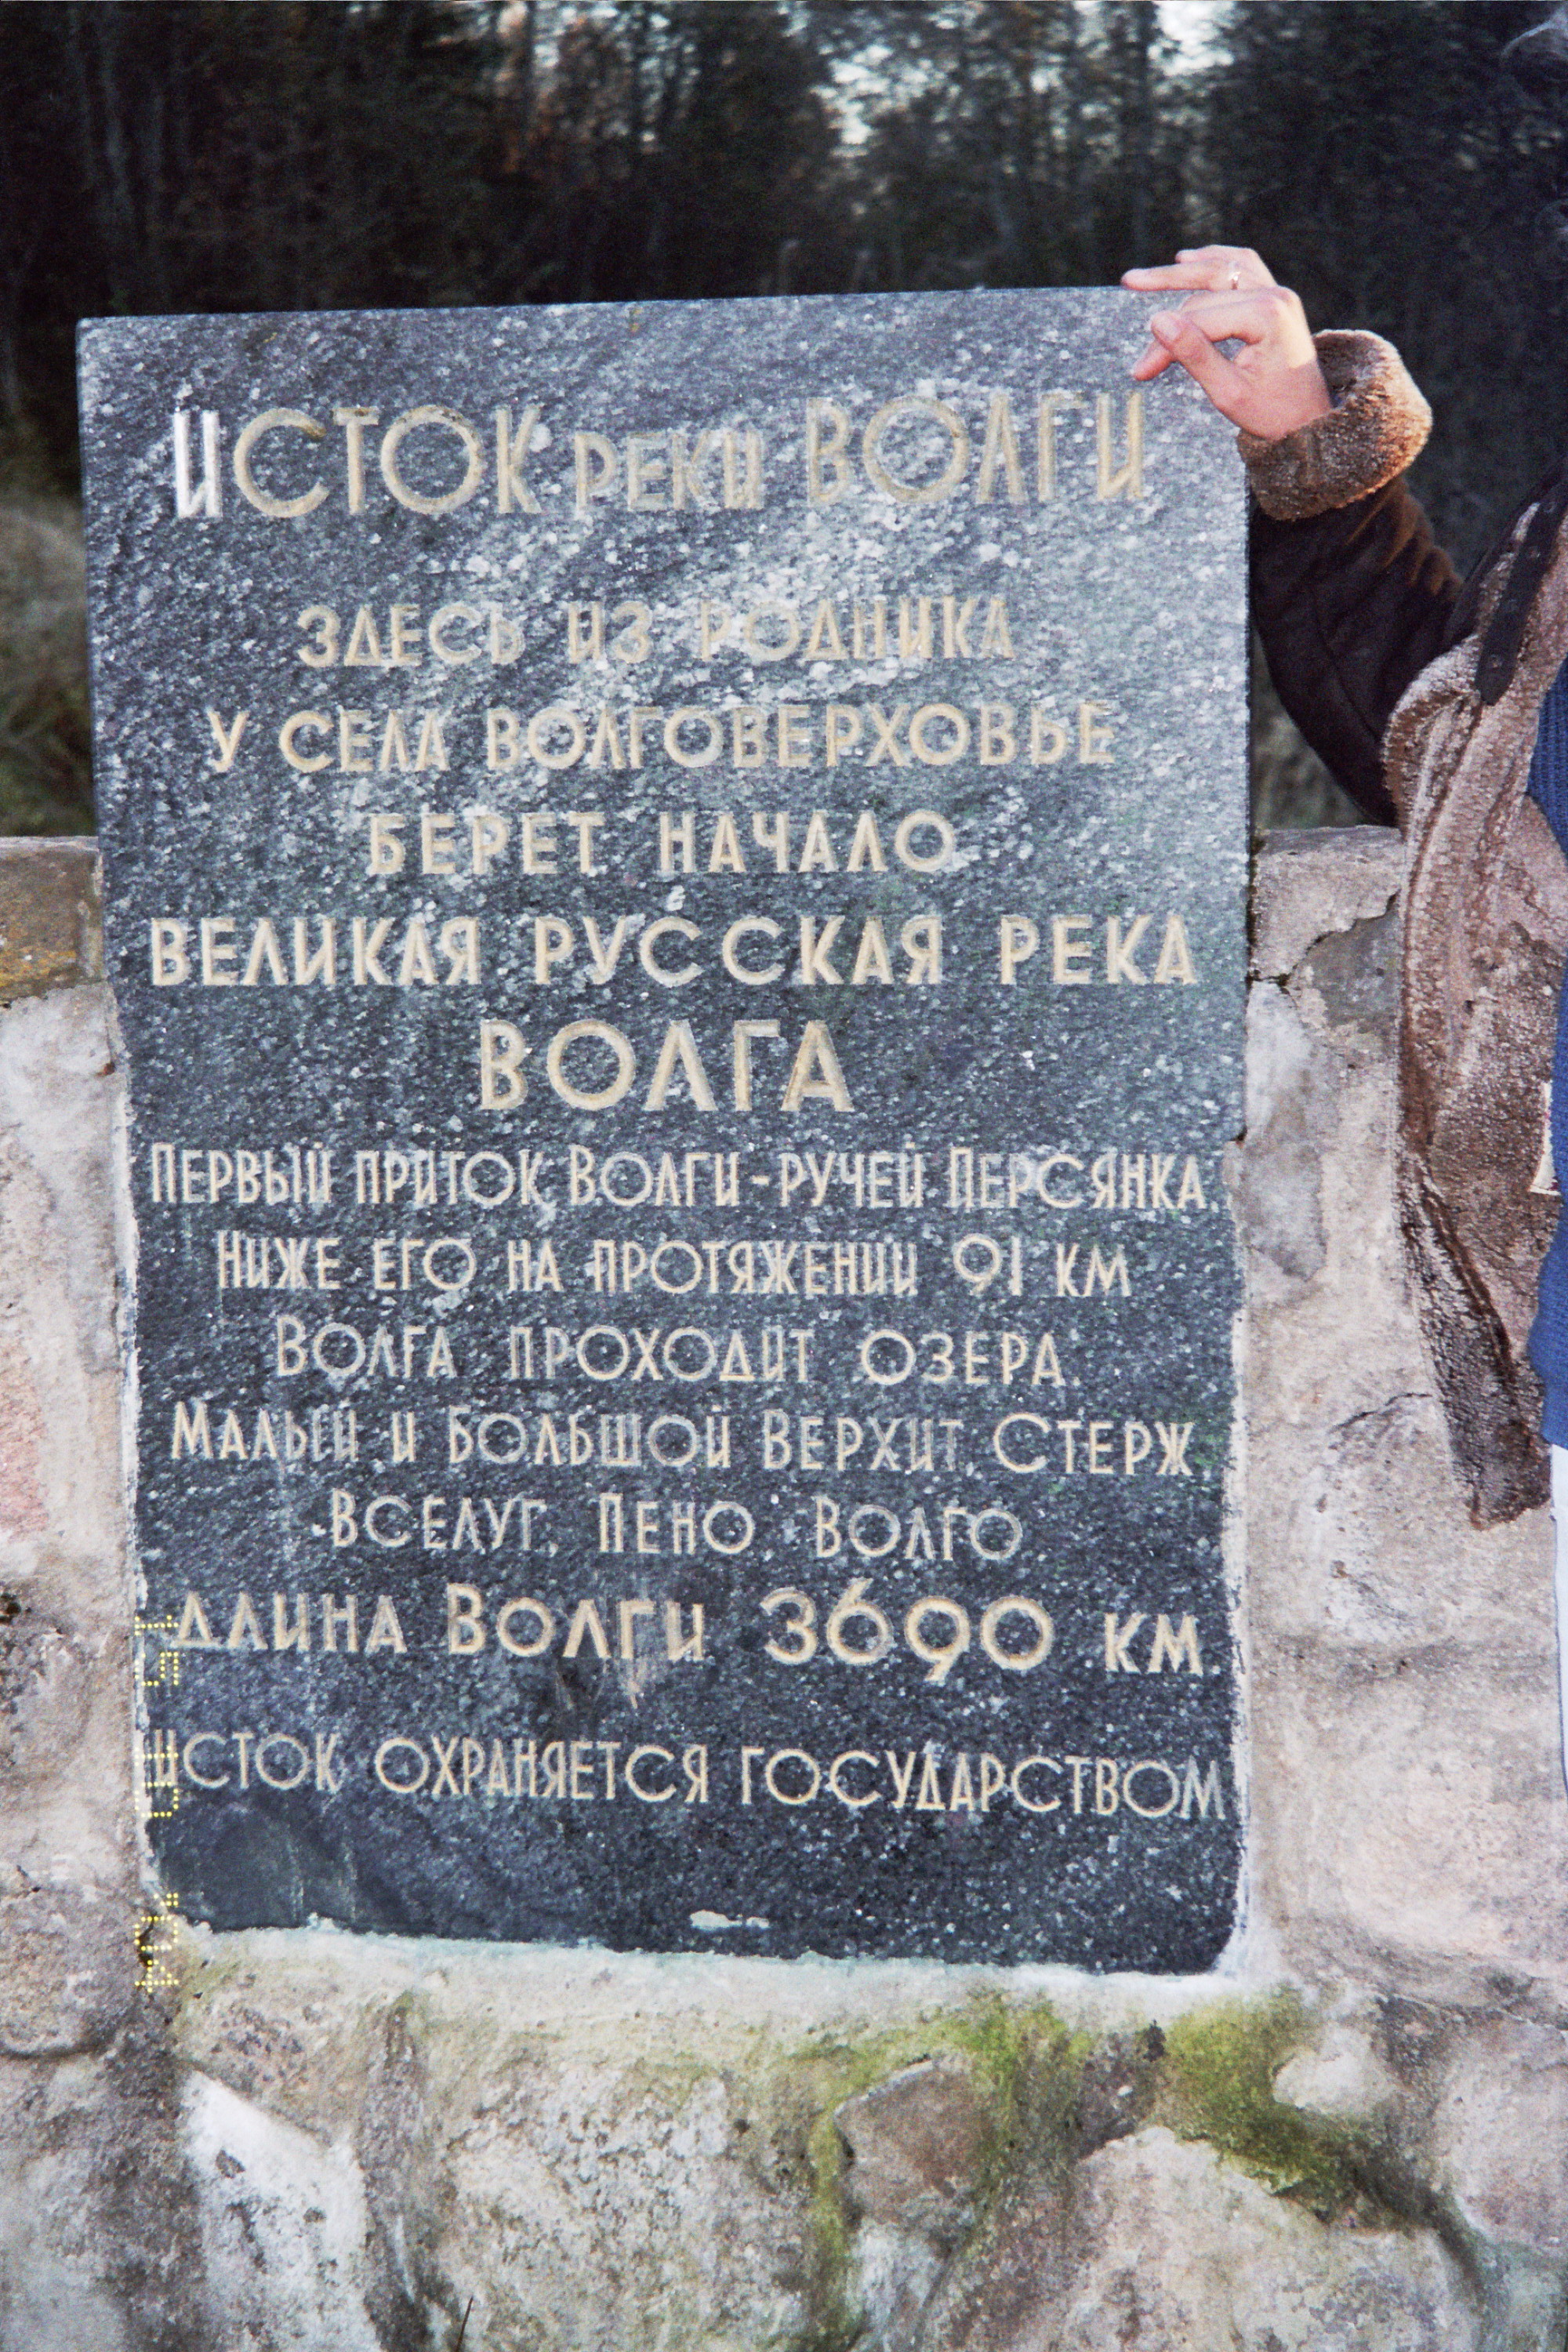 ИСТОК РЕКИ ВОЛГИ
ЗДЕСЬ ИЗ РОДНИКА
У СЕЛА ВОЛГОВЕРХОВЬЕ
БЕРЕТ НАЧАЛО
ВЕЛИКАЯ РУССКАЯ РЕКА
ВОЛГА
ПЕРВЫЙ ПРИТОК ВОЛГИ-РУЧЕЙ ПЕРСЯНКА.
НИЖЕ ЕГО НА ПРОТЯЖЕНИИ 91 КМ
ВОЛГА ПРОХОДИТ ОЗЕРА.
МАЛЫЙ И БОЛЬШОЙ ВЕРХИТ, СТЕРЖ
ВСЕЛУГ, ПЕНО ВОЛГО
ДЛИНА ВОЛГИ 3690 КМ.
ИСТОК ОХРАНЯЕТСЯ ГОСУДАРСТВОМ